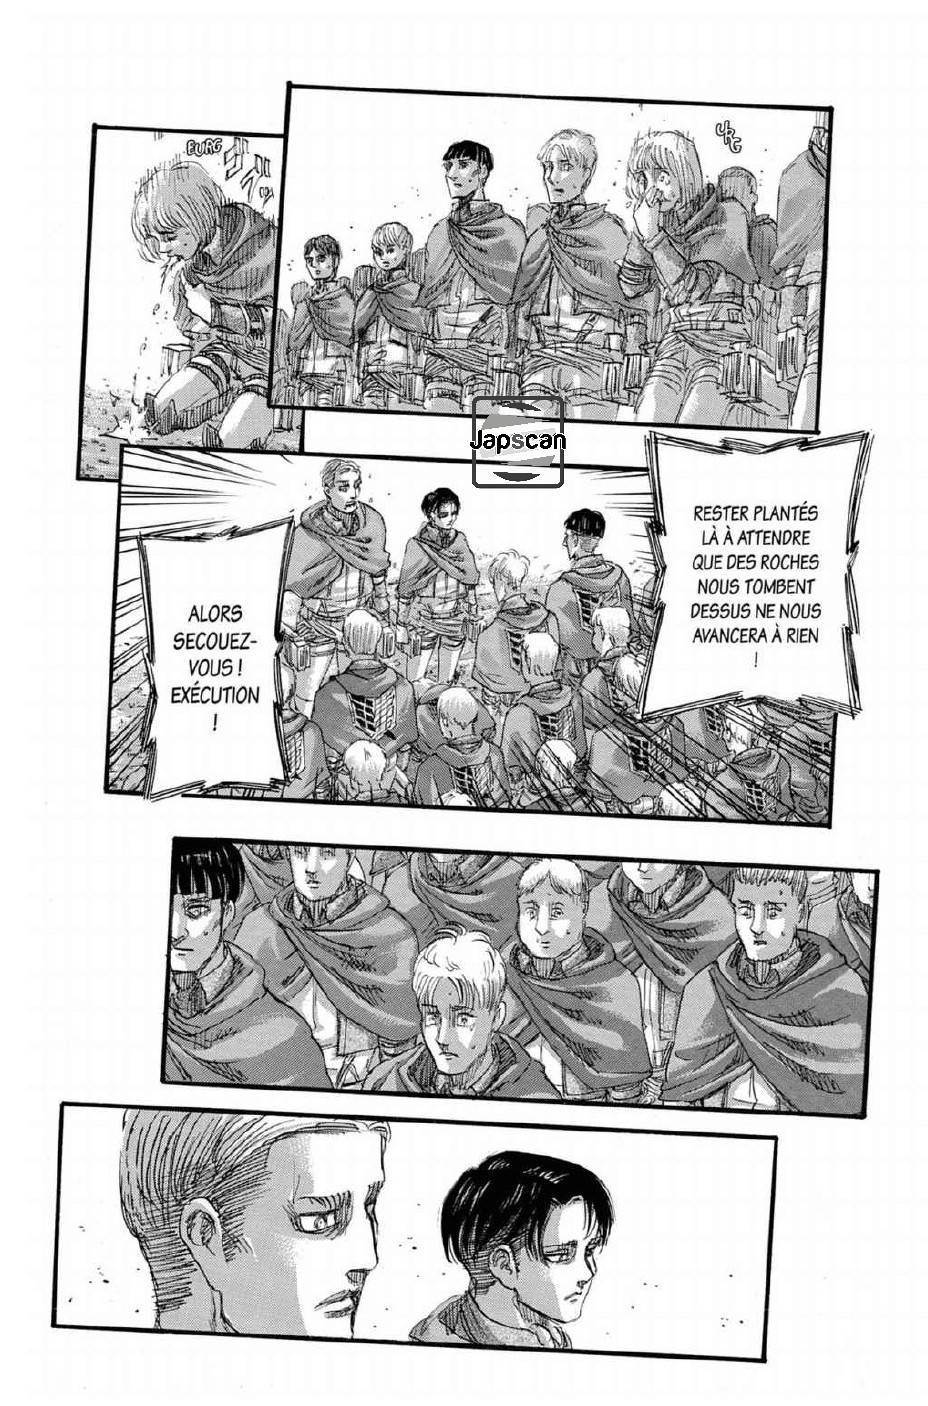 URG
EURG
Japscan
RESTER PLANTÉS
LÀ À ATTENDRE
QUE DES ROCHES
NOUS TOMBENT
DESSUS NE NOUS
AVANCERA À RIEN
!
ALORS
SECOUEZ-
VOUS !
EXÉCUTION
!